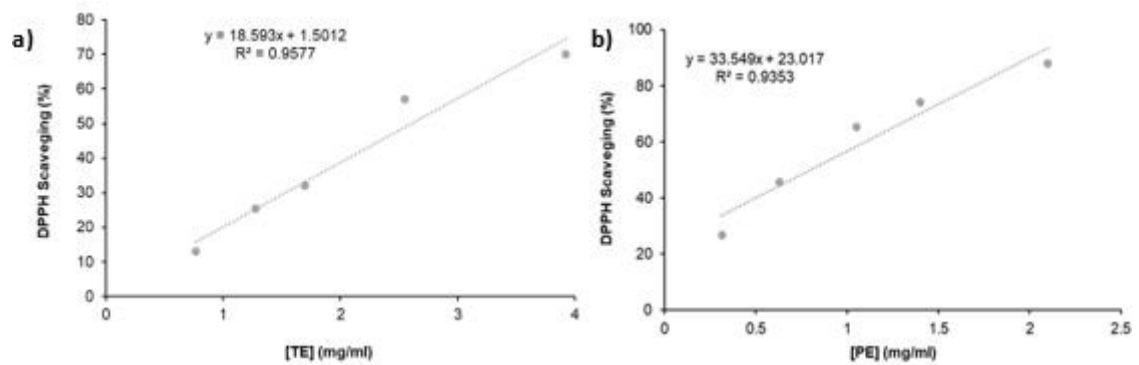 a)
y = 18.593x + 1.5012
R² = 0.9577
80
70
60
50
40
30
20
10
0
DPPH Scaveging (%)
0 1 2 3 4
[TE] (mg/ml)
b)
y = 33.549x + 23.017
R² = 0.9353
100
80
60
40
20
0
DPPH Scaveging (%)
0 0.5 1 1.5 2 2.5
[PE] (mg/ml)